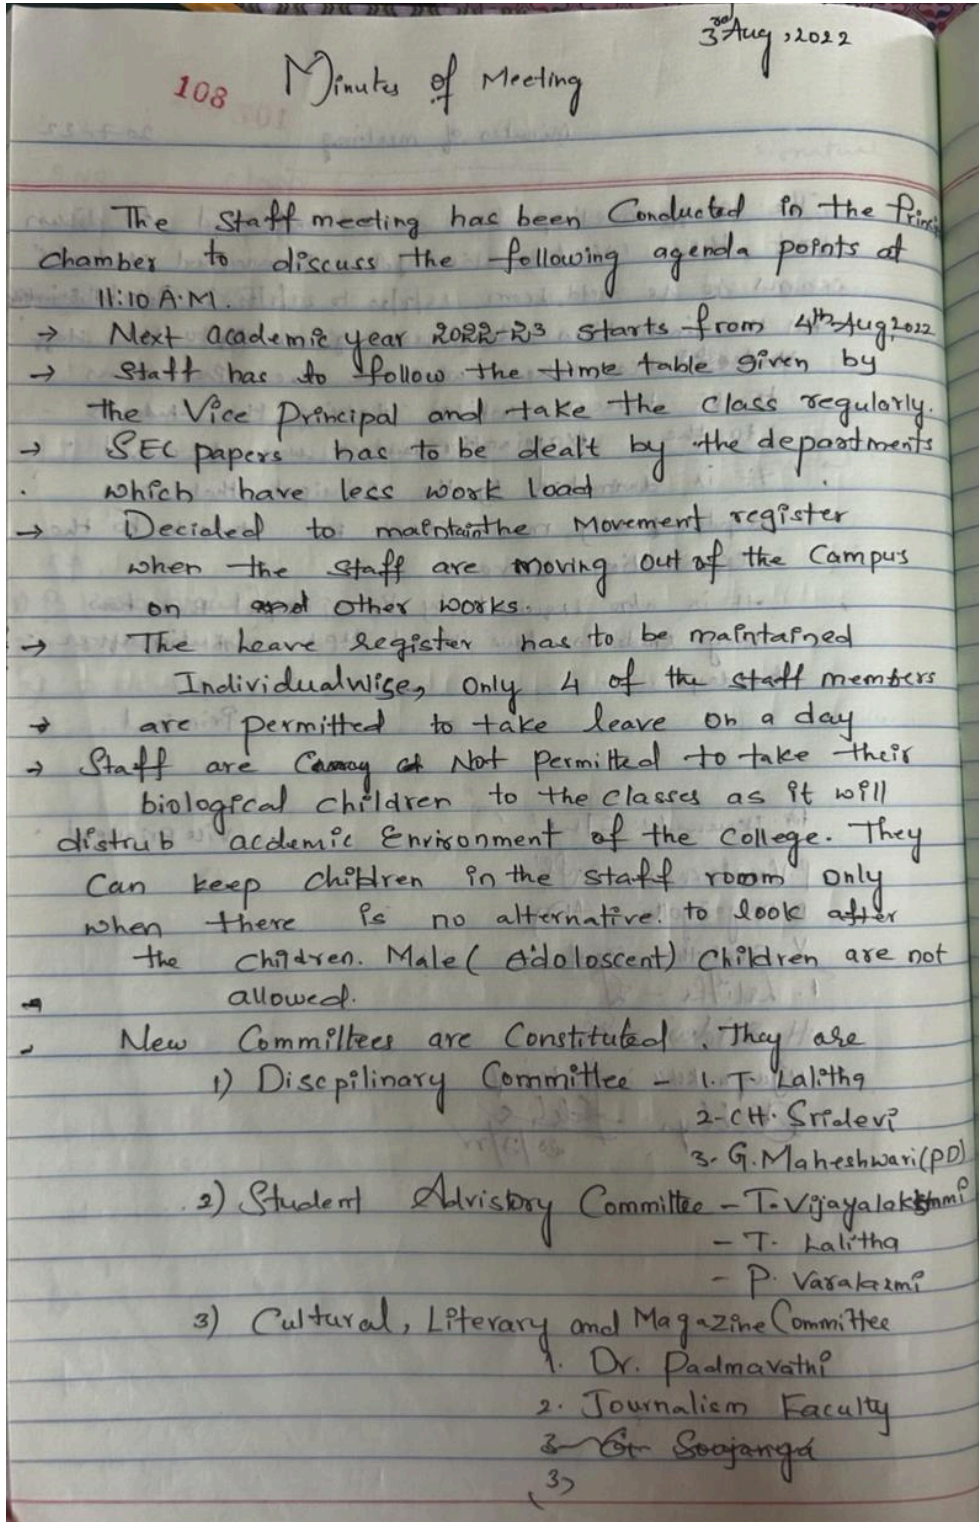 3rd Aug, 2022
108 Minutes of Meeting
The Staff meeting has been Conducted in the Princi
chamber to discuss the following agenda points at
11:10 A.M.
→ Next academic year 2022-23 starts from 4th Aug, 2022
→ Staff has to follow the time table given by
the Vice Principal and take the class regularly.
→ SEC papers has to be dealt by the departments
which have less work load
→ Decided to maintain the Movement register
when the staff are moving out of the Campus
on and other works.
→ The Leave Register has to be maintained
Individualwise, Only 4 of the staff members
→ are permitted to take leave on a day
→ Staff are Not permitted to take their
biological children to the classes as it will
distrub acdemic Environment of the College. They
Can keep children in the staff room only
when there is no alternative. to look after
the children. Male ( Adoloscent) Children are not
allowed.
New Committees are Constituted. They are
1) Discpilinary Committee - 1. T. Lalitha
2- CH. Sridevi
3. G. Maheshwari (PD)
2) Student Advistory Committee - T. Vijayalakshmi
- T. Lalitha
- P. Varalaxmi
3) Cultural, Literary and Magazine Committee
1. Dr. Padmavathi
2. Journalism Faculty
3
(3)